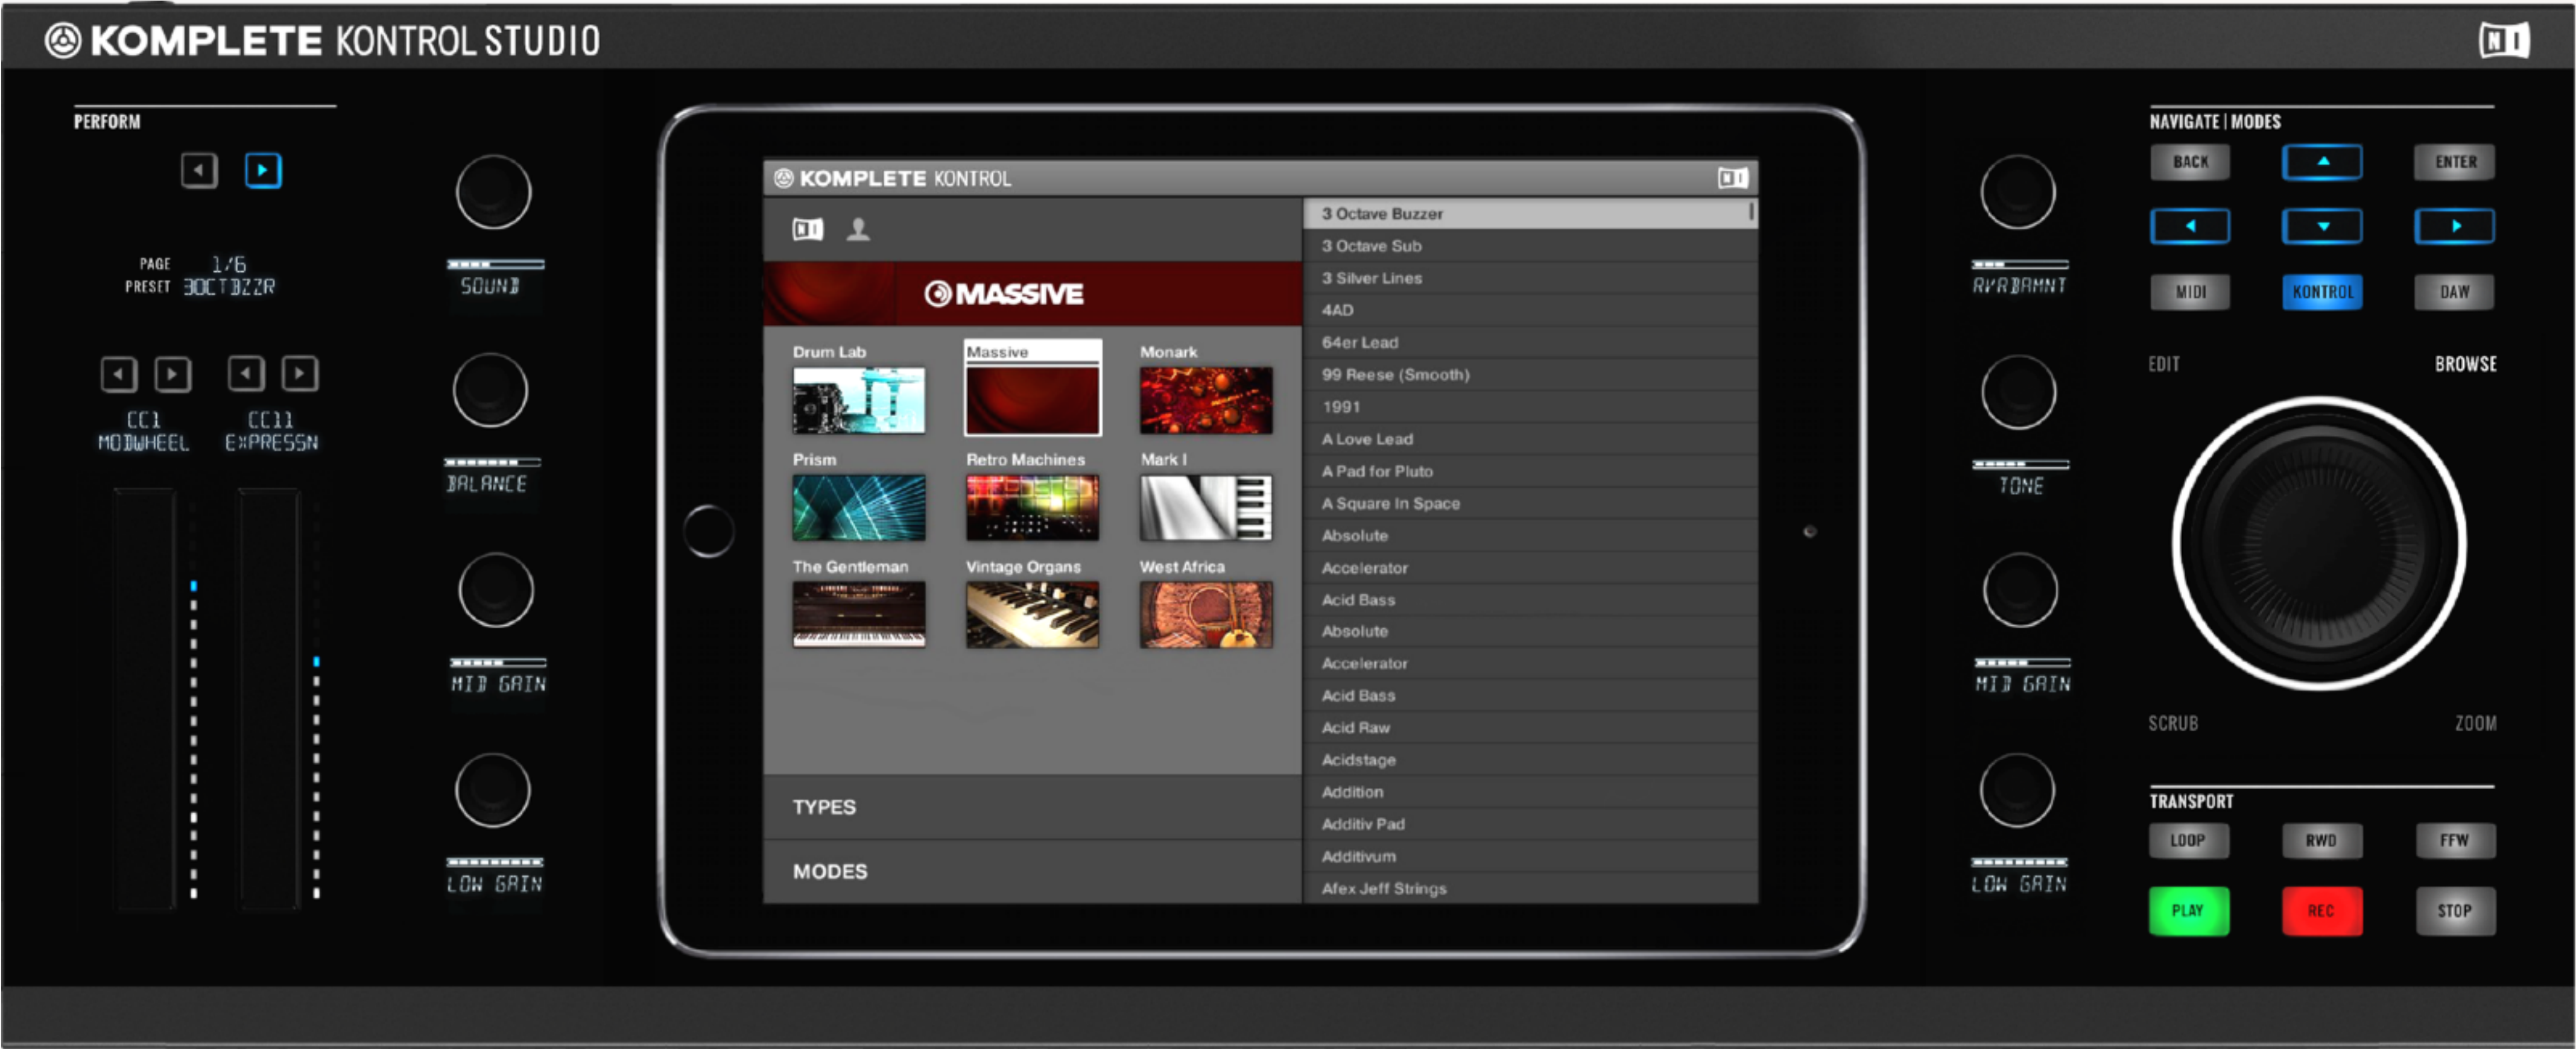 KOMPLETE KONTROL STUDIO
NI
PERFORM
PAGE 1/6
PRESET 3OCTBZZR
CC1
MODWHEEL
CC11
EXPRESSN
SOUND
BALANCE
MID GAIN
LOW GAIN
KOMPLETE KONTROL
NI
NI
MASSIVE
Drum Lab
Massive
Monark
Prism
Retro Machines
Mark I
The Gentleman
Vintage Organs
West Africa
TYPES
MODES
3 Octave Buzzer
3 Octave Sub
3 Silver Lines
4AD
64er Lead
99 Reese (Smooth)
1991
A Love Lead
A Pad for Pluto
A Square In Space
Absolute
Accelerator
Acid Bass
Absolute
Accelerator
Acid Bass
Acid Raw
Acidstage
Addition
Additiv Pad
Additivum
Afex Jeff Strings
RVRBAMNT
TONE
MID GAIN
LOW GAIN
NAVIGATE | MODES
BACK
ENTER
MIDI
KONTROL
DAW
EDIT
BROWSE
SCRUB
ZOOM
TRANSPORT
LOOP
RWD
FFW
PLAY
REC
STOP